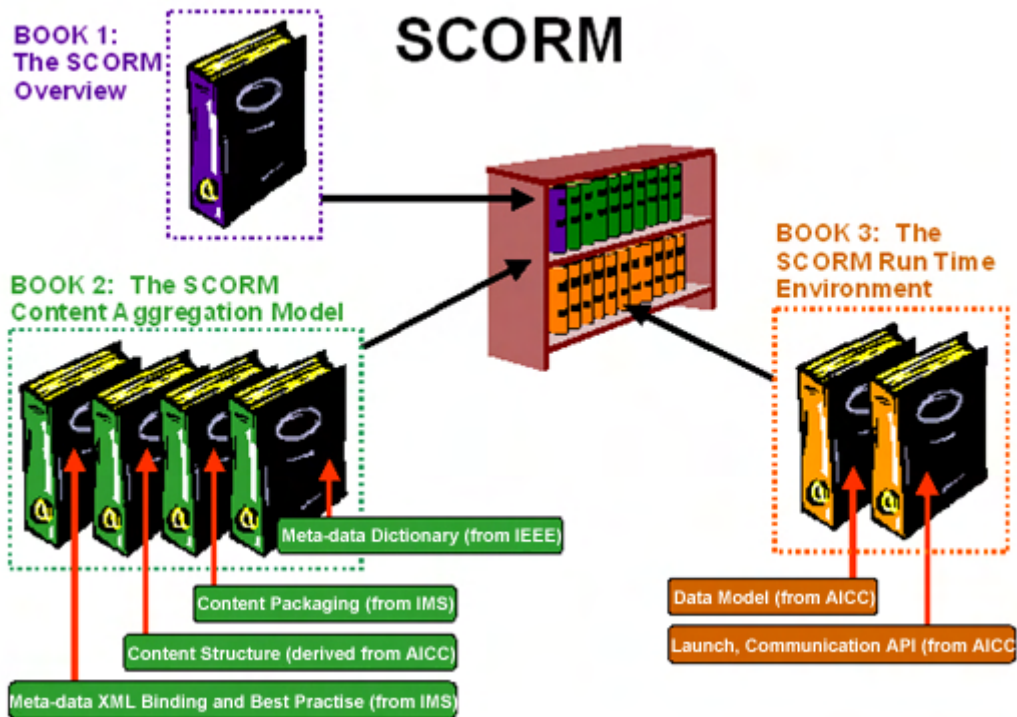 SCORM
BOOK 1:
The SCORM
Overview
BOOK 2: The SCORM
Content Aggregation Model
BOOK 3: The
SCORM Run Time
Environment
Meta-data Dictionary (from IEEE)
Content Packaging (from IMS)
Content Structure (derived from AICC)
Meta-data XML Binding and Best Practise (from IMS)
Data Model (from AICC)
Launch, Communication API (from AICC